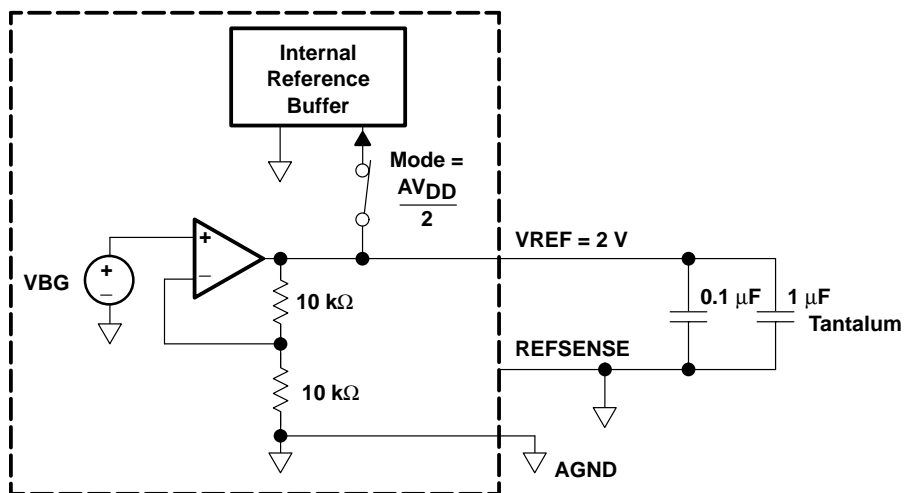 Internal
Reference
Buffer
Mode =
AVDD
2
VREF = 2 V
+
−
+
−
VBG
10 kΩ
0.1 μF
1 μF
Tantalum
REFSENSE
10 kΩ
AGND